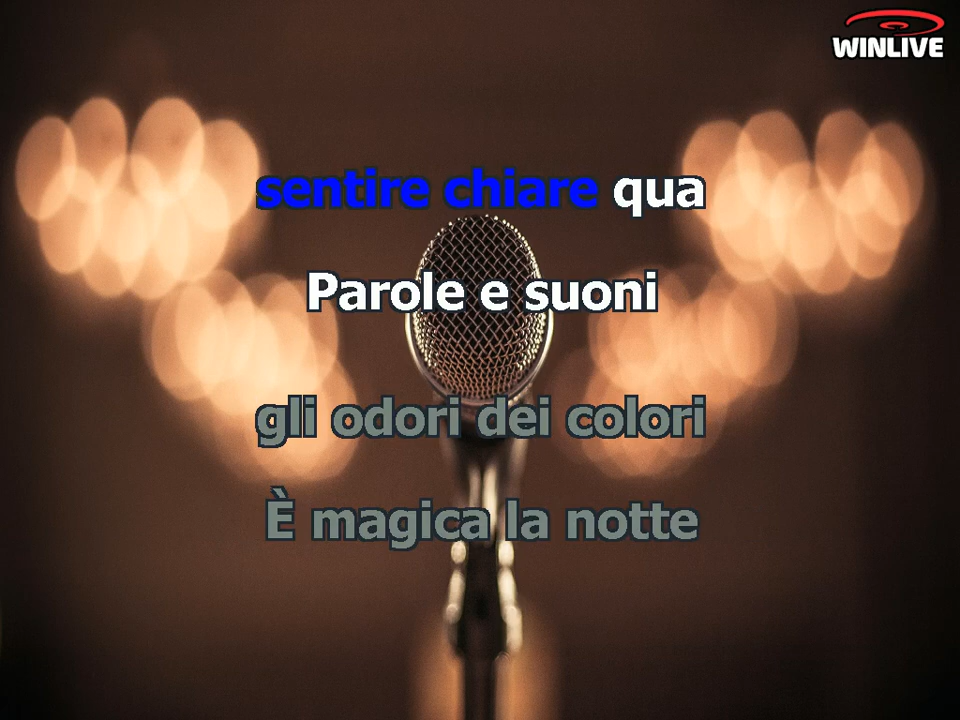 WINLIVE
sentire chiare qua
Parole e suoni
gli odori dei colori
È magica la notte